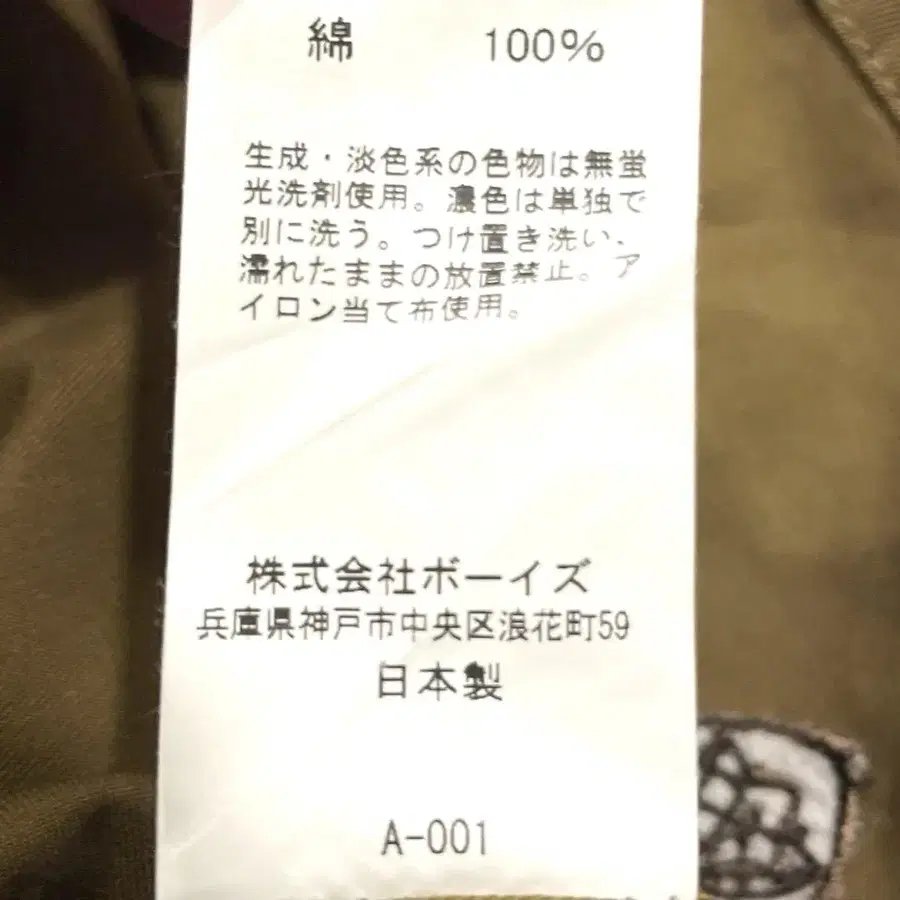 綿 100%
生成・淡色系の色物は無蛍
光洗剤使用。濃色は単独で
別に洗う。つけ置き洗い、
濡れたままの放置禁止。ア
イロン当て布使用。
株式会社ボーイズ
兵庫県神戸市中央区浪花町59
日本製
A-001